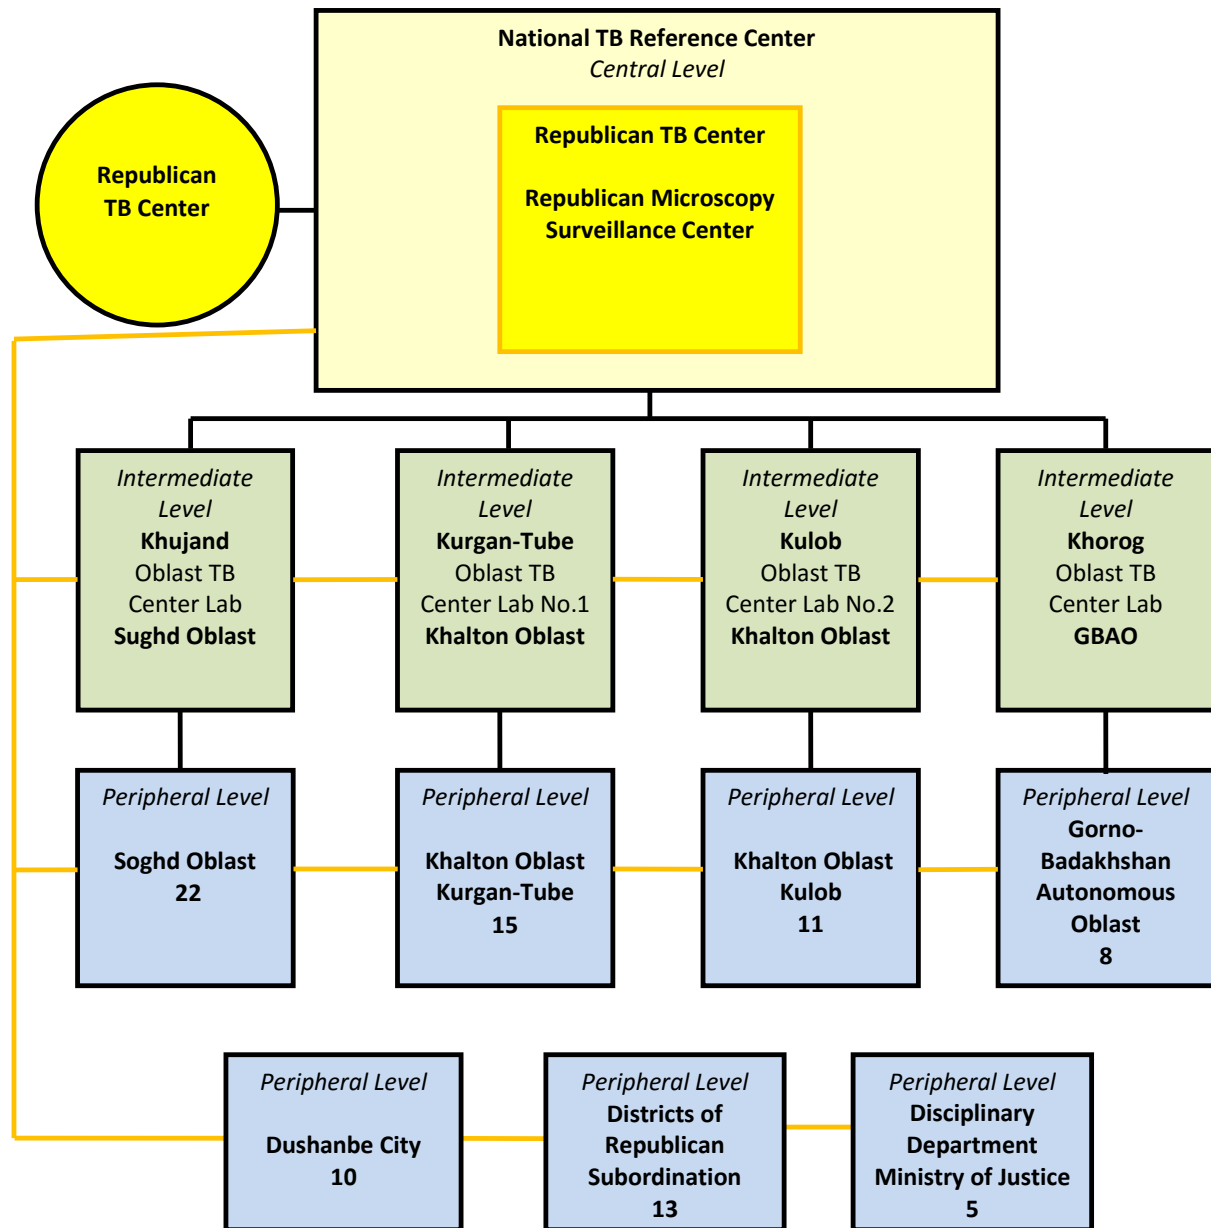 National TB Reference Center
Central Level
Republican TB Center
Republican Microscopy
Surveillance Center
Republican
TB Center
Intermediate
Level
Khujand
Oblast TB
Center Lab
Sughd Oblast
Intermediate
Level
Kurgan-Tube
Oblast TB
Center Lab No.1
Khalton Oblast
Intermediate
Level
Kulob
Oblast TB
Center Lab No.2
Khalton Oblast
Intermediate
Level
Khorog
Oblast TB
Center Lab
GBAO
Peripheral Level
Soghd Oblast
22
Peripheral Level
Khalton Oblast
Kurgan-Tube
15
Peripheral Level
Khalton Oblast
Kulob
11
Peripheral Level
Gorno-
Badakhshan
Autonomous
Oblast
8
Peripheral Level
Dushanbe City
10
Peripheral Level
Districts of
Republican
Subordination
13
Peripheral Level
Disciplinary
Department
Ministry of Justice
5